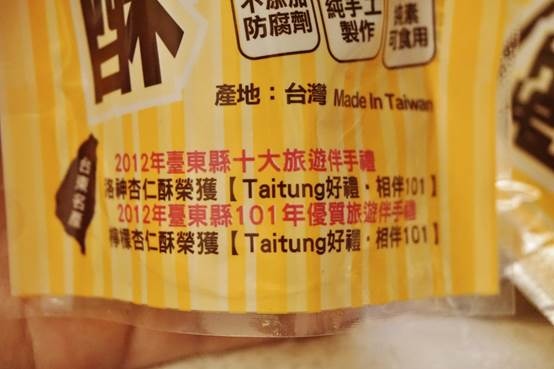 酥
不添加
防腐劑
純手工
製作
純素
可食用
產地：台灣 Made In Taiwan
台東名產
2012年臺東縣十大旅遊伴手禮
洛神杏仁酥榮獲【Taitung好禮・相伴101】
2012年臺東縣101年優質旅遊伴手禮
檸檬杏仁酥榮獲【Taitung好禮・相伴101】